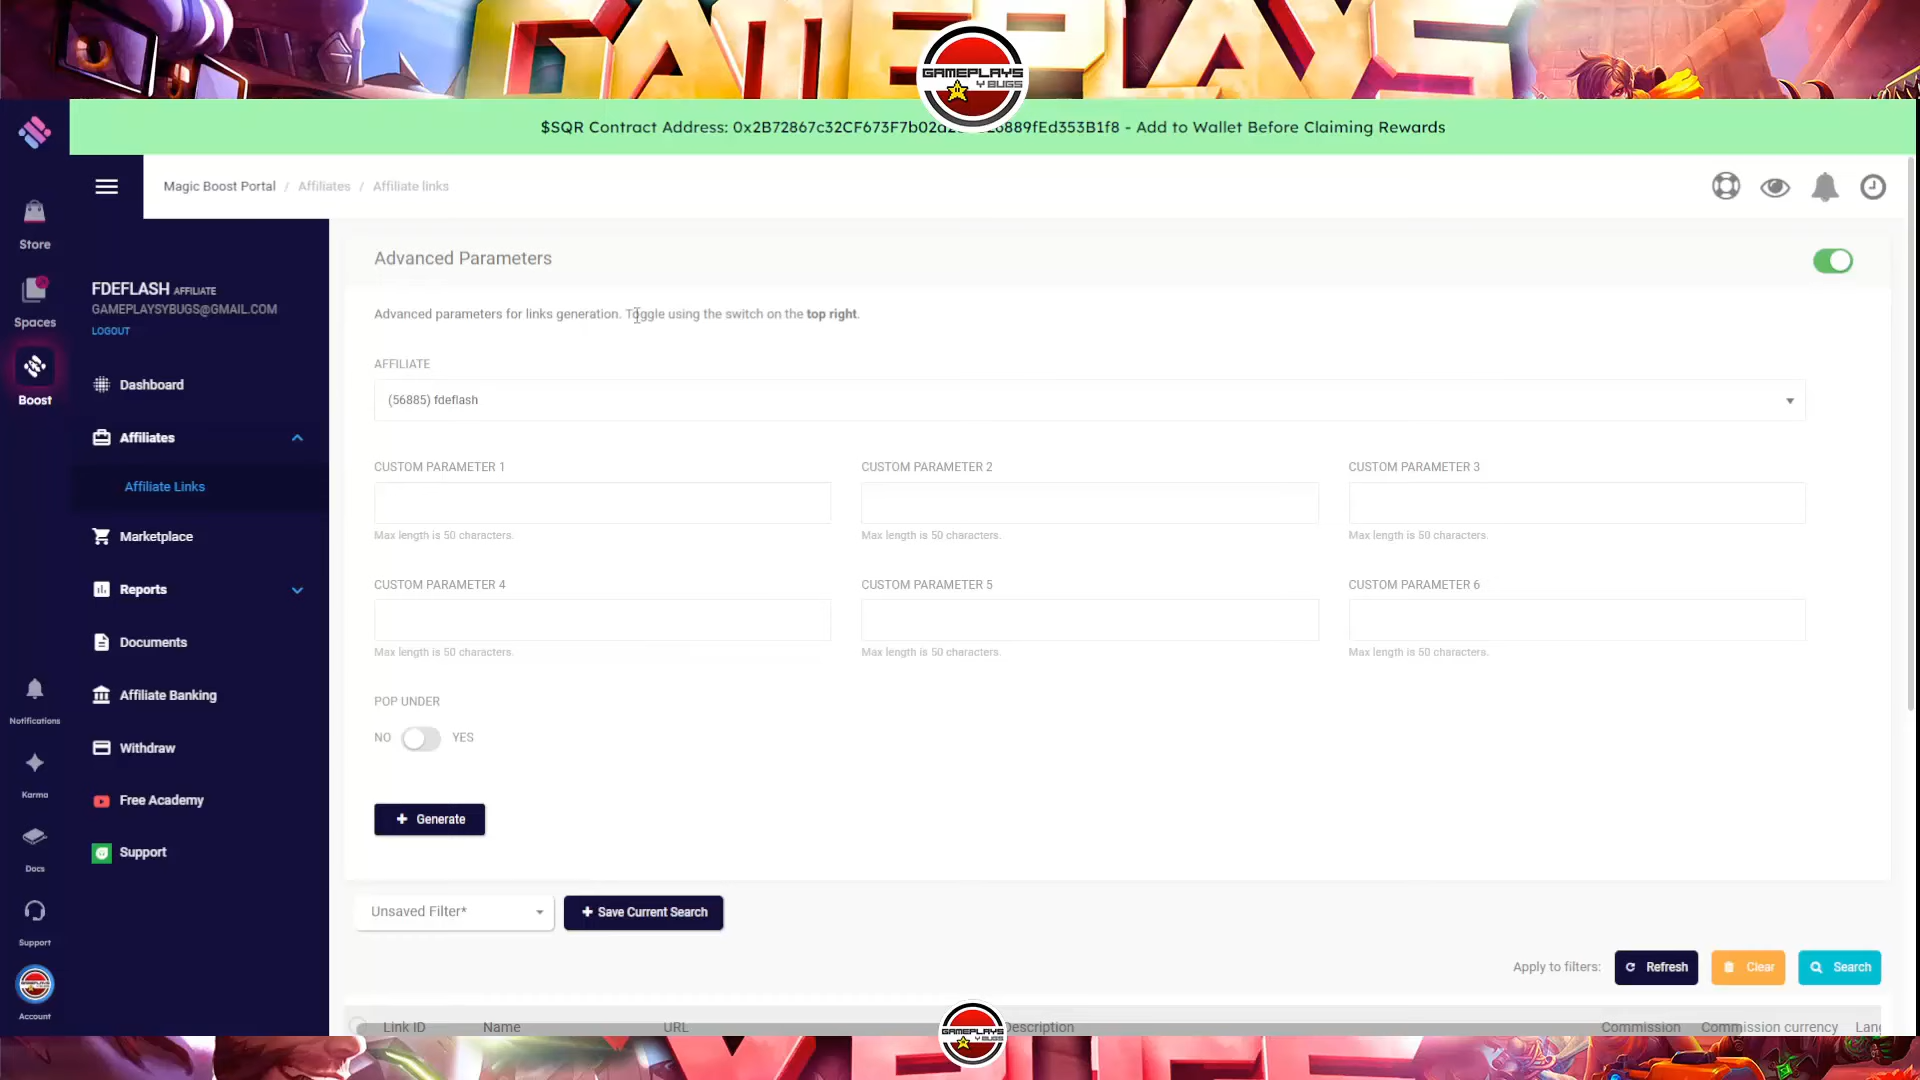 GAMEPLAYS
GAMEPLAYS
Y BUGS
$SQR Contract Address: - Add to Wallet Before Claiming Rewards
Magic Boost Portal / Affiliates / Affiliate links
Store
Spaces
Boost
Notifications
Karma
Docs
Support
Account
FDEFLASH AFFILIATE
GAMEPLAYSYBUGS@GMAIL.COM
LOGOUT
Dashboard
Affiliates
Affiliate Links
Marketplace
Reports
Documents
Affiliate Banking
Withdraw
Free Academy
Support
Advanced Parameters
Advanced parameters for links generation. Toggle using the switch on the top right.
AFFILIATE
(56885) fdeflash
CUSTOM PARAMETER 1 CUSTOM PARAMETER 2 CUSTOM PARAMETER 3
Max length is 50 characters. Max length is 50 characters. Max length is 50 characters.
CUSTOM PARAMETER 4 CUSTOM PARAMETER 5 CUSTOM PARAMETER 6
Max length is 50 characters. Max length is 50 characters. Max length is 50 characters.
POP UNDER
NO YES
+ Generate
Unsaved Filter* + Save Current Search
Apply to filters: Refresh Clear Search
Link ID Name URL Description Commission Commission currency
GAMEPLAYS
Y BUGS